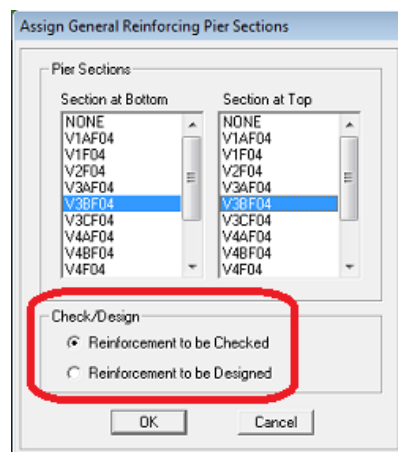 Assign General Reinforcing Pier Sections
Pier Sections
Section at Bottom
NONE
V1AF04
V1F04
V2F04
V3AF04
V3BF04
V3CF04
V4AF04
V4BF04
V4F04
Section at Top
NONE
V1AF04
V1F04
V2F04
V3AF04
V3BF04
V3CF04
V4AF04
V4BF04
V4F04
Check/Design
Reinforcement to be Checked
Reinforcement to be Designed
OK
Cancel